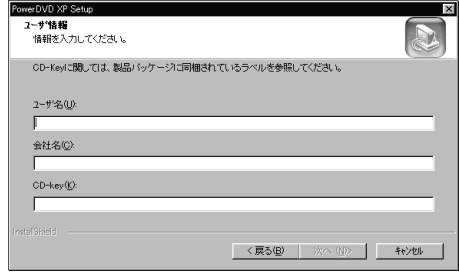 PowerDVD XP Setup
ユーザ情報
情報を入力してください。
CD-Keyに関しては、製品パッケージに同梱されているラベルを参照してください。
ユーザ名(U):
会社名(C):
CD-key(K):
InstallShield
< 戻る(B)
次へ (N)>
キャンセル